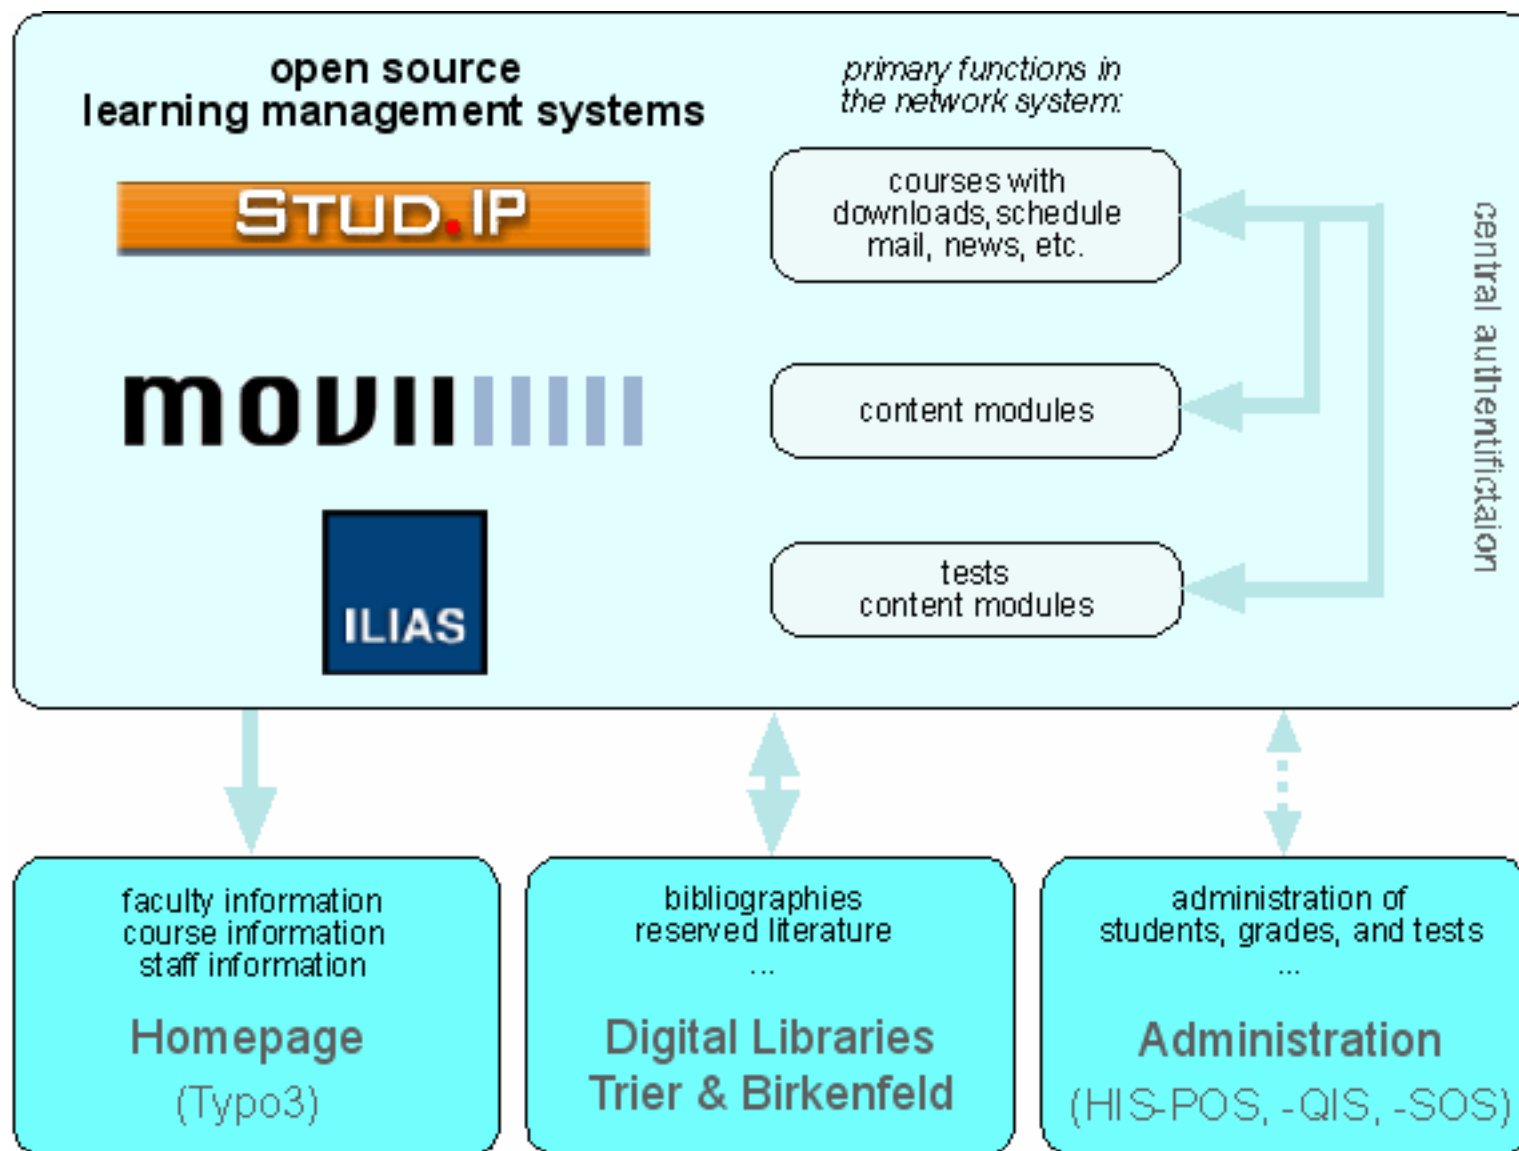 open source
learning management systems
primary functions in
the network system:
STUD.IP
courses with
downloads, schedule
mail, news, etc.
movii
content modules
ILIAS
tests
content modules
central authentifictaion
faculty information
course information
staff information
Homepage
(Typo3)
bibliographies
reserved literature
...
Digital Libraries
Trier & Birkenfeld
administration of
students, grades, and tests
...
Administration
(HIS-POS, -QIS, -SOS)